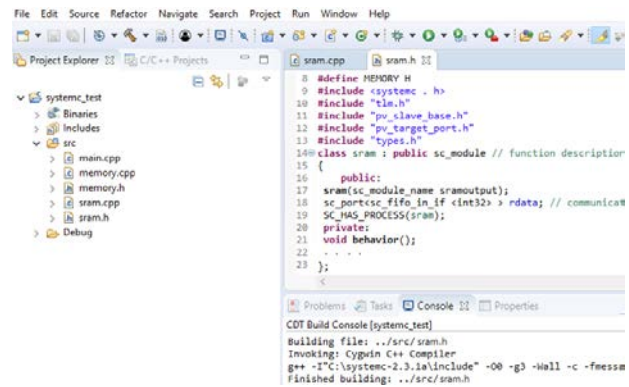 File Edit Source Refactor Navigate Search Project Run Window Help
Project Explorer
C/C++ Projects
systemc_test
Binaries
Includes
src
main.cpp
memory.cpp
memory.h
sram.cpp
sram.h
Debug
sram.cpp
sram.h
8 #define MEMORY H
9 #include <systemc . h>
10 #include "tlm.h"
11 #include "pv_slave_base.h"
12 #include "pv_target_port.h"
13 #include "types.h"
14 class sram : public sc_module // function description
15 {
16 public:
17 sram(sc_module_name sramoutput);
18 sc_port<sc_fifo_in_if <int32> > rdata; // communicat
19 SC_HAS_PROCESS(sram);
20 private:
21 void behavior();
22 . . . .
23 };
Problems Tasks Console Properties
CDT Build Console [systemc_test]
Building file: ../src/sram.h
Invoking: Cygwin C++ Compiler
g++ -I"C:\systemc-2.3.1a\include" -O0 -g3 -Wall -c -fmessa
Finished building: ../src/sram.h